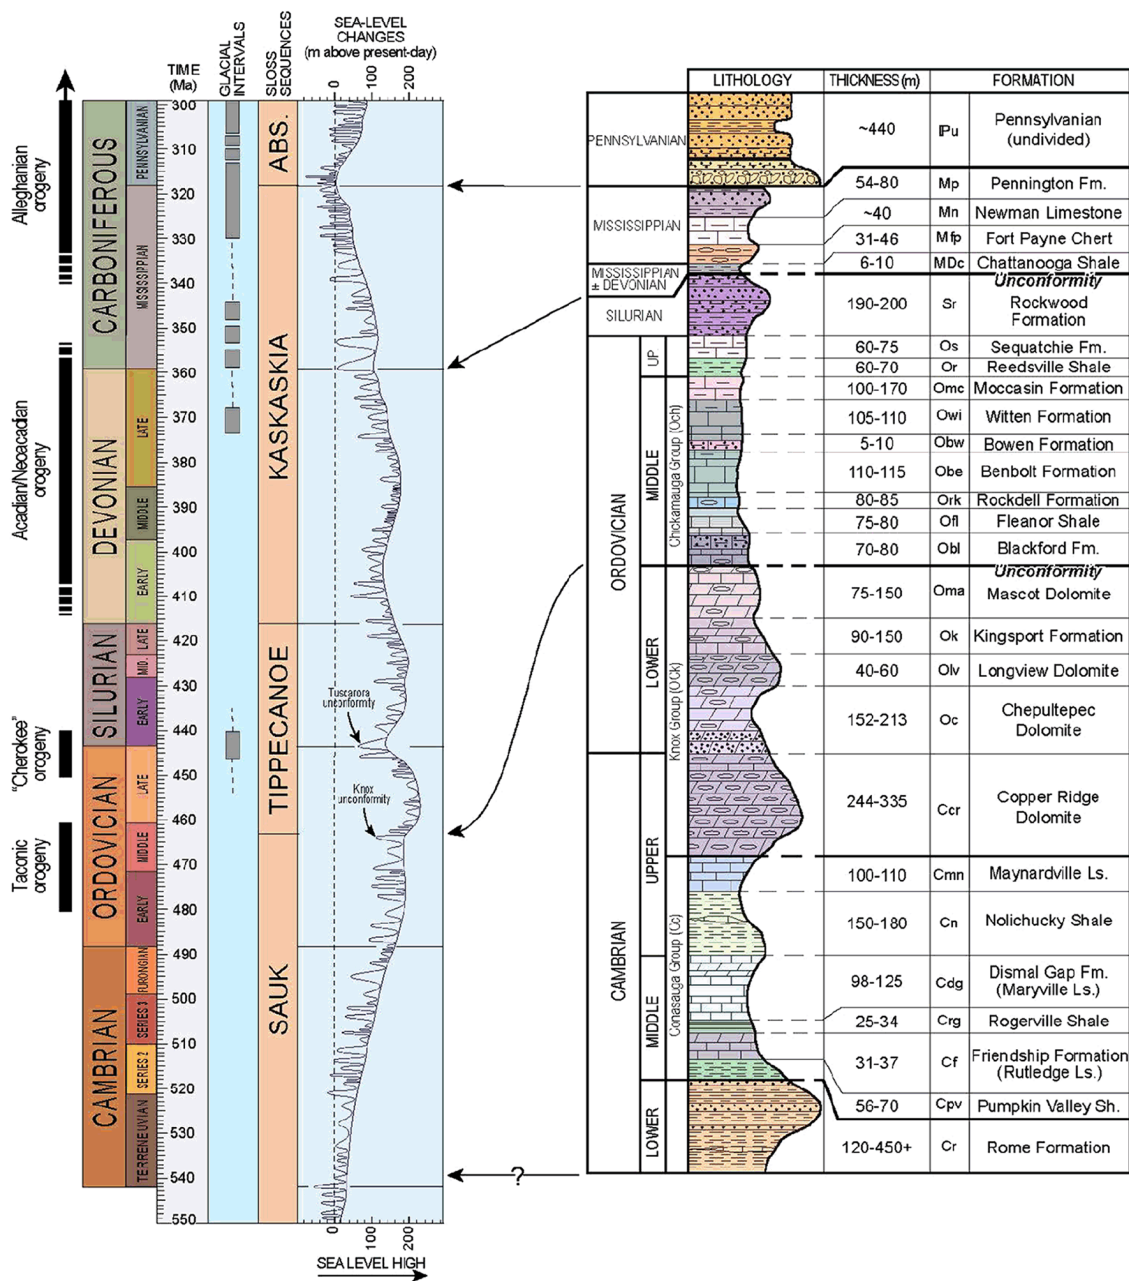 SEA-LEVEL
CHANGES
(m above present-day)
0 100 200
TIME
(Ma)
GLACIAL
INTERVALS
SLOSS
SEQUENCES
Alleghanian
orogeny
Acadian/Neoacadian
orogeny
"Cherokee"
orogeny
Taconic
orogeny
CARBONIFEROUS
PENNSYLVANIAN
MISSISSIPPIAN
DEVONIAN
LATE
MIDDLE
EARLY
SILURIAN
LATE
MID.
EARLY
ORDOVICIAN
LATE
MIDDLE
EARLY
CAMBRIAN
FURONGIAN
SERIES 3
SERIES 2
TERRENEUVIAN
300
310
320
330
340
350
360
370
380
390
400
410
420
430
440
450
460
470
480
490
500
510
520
530
540
550
ABS.
KASKASKIA
TIPPECANOE
SAUK
Tuscarora
unconformity
Knox
unconformity
0 100 200
SEA LEVEL HIGH
?
LITHOLOGY THICKNESS (m) FORMATION
PENNSYLVANIAN
MISSISSIPPIAN
MISSISSIPPIAN
± DEVONIAN
SILURIAN
ORDOVICIAN
UP
MIDDLE
LOWER
CAMBRIAN
UPPER
MIDDLE
LOWER
Chickamauga Group (Och)
Knox Group (OCk)
Conasauga Group (Cc)
~440 IPu Pennsylvanian
(undivided)
54-80 Mp Pennington Fm.
~40 Mn Newman Limestone
31-46 Mfp Fort Payne Chert
6-10 MDc Chattanooga Shale
Unconformity
190-200 Sr Rockwood
Formation
60-75 Os Sequatchie Fm.
60-70 Or Reedsville Shale
100-170 Omc Moccasin Formation
105-110 Owi Witten Formation
5-10 Obw Bowen Formation
110-115 Obe Benbolt Formation
80-85 Ork Rockdell Formation
75-80 Ofl Fleanor Shale
70-80 Obl Blackford Fm.
Unconformity
75-150 Oma Mascot Dolomite
90-150 Ok Kingsport Formation
40-60 Olv Longview Dolomite
152-213 Oc Chepultepec
Dolomite
244-335 Ccr Copper Ridge
Dolomite
100-110 Cmn Maynardville Ls.
150-180 Cn Nolichucky Shale
98-125 Cdg Dismal Gap Fm.
(Maryville Ls.)
25-34 Crg Rogerville Shale
31-37 Cf Friendship Formation
(Rutledge Ls.)
56-70 Cpv Pumpkin Valley Sh.
120-450+ Cr Rome Formation